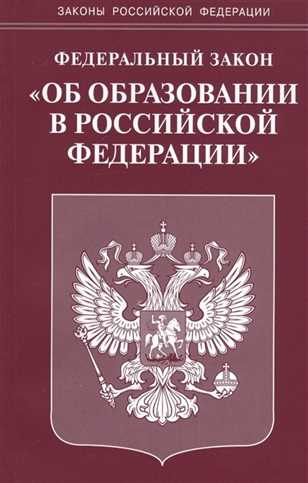 ЗАКОНЫ РОССИЙСКОЙ ФЕДЕРАЦИИ
ФЕДЕРАЛЬНЫЙ ЗАКОН
«ОБ ОБРАЗОВАНИИ
В РОССИЙСКОЙ
ФЕДЕРАЦИИ»